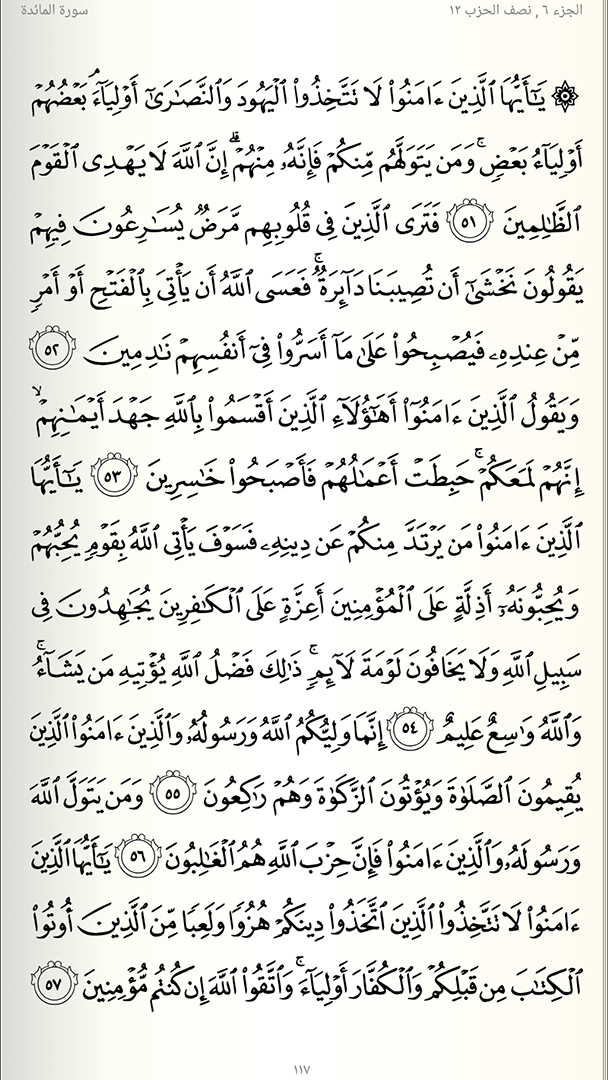 الجزء ٦ , نصف الحزب ١٢
سورة المائدة
۞ يَـٰٓأَيُّهَا ٱلَّذِينَ ءَامَنُوا۟ لَا تَتَّخِذُوا۟ ٱلْيَهُودَ وَٱلنَّصَـٰرَىٰٓ أَوْلِيَآءَ ۘ بَعْضُهُمْ
أَوْلِيَآءُ بَعْضٍ ۚ وَمَن يَتَوَلَّهُم مِّنكُمْ فَإِنَّهُۥ مِنْهُمْ ۗ إِنَّ ٱللَّهَ لَا يَهْدِى ٱلْقَوْمَ
ٱلظَّـٰلِمِينَ ٥١ فَتَرَى ٱلَّذِينَ فِى قُلُوبِهِم مَّرَضٌ يُسَـٰرِعُونَ فِيهِمْ
يَقُولُونَ نَخْشَىٰٓ أَن تُصِيبَنَا دَآئِرَةٌ ۚ فَعَسَى ٱللَّهُ أَن يَأْتِىَ بِٱلْفَتْحِ أَوْ أَمْرٍ
مِّنْ عِندِهِۦ فَيُصْبِحُوا۟ عَلَىٰ مَآ أَسَرُّوا۟ فِىٓ أَنفُسِهِمْ نَـٰدِمِينَ ٥٢
وَيَقُولُ ٱلَّذِينَ ءَامَنُوٓا۟ أَهَـٰٓؤُلَآءِ ٱلَّذِينَ أَقْسَمُوا۟ بِٱللَّهِ جَهْدَ أَيْمَـٰنِهِمْ ۙ
إِنَّهُمْ لَمَعَكُمْ ۚ حَبِطَتْ أَعْمَـٰلُهُمْ فَأَصْبَحُوا۟ خَـٰسِرِينَ ٥٣ يَـٰٓأَيُّهَا
ٱلَّذِينَ ءَامَنُوا۟ مَن يَرْتَدَّ مِنكُمْ عَن دِينِهِۦ فَسَوْفَ يَأْتِى ٱللَّهُ بِقَوْمٍ يُحِبُّهُمْ
وَيُحِبُّونَهُۥٓ أَذِلَّةٍ عَلَى ٱلْمُؤْمِنِينَ أَعِزَّةٍ عَلَى ٱلْكَـٰفِرِينَ يُجَـٰهِدُونَ فِى
سَبِيلِ ٱللَّهِ وَلَا يَخَافُونَ لَوْمَةَ لَآئِمٍ ۚ ذَٰلِكَ فَضْلُ ٱللَّهِ يُؤْتِيهِ مَن يَشَآءُ ۚ
وَٱللَّهُ وَٰسِعٌ عَلِيمٌ ٥٤ إِنَّمَا وَلِيُّكُمُ ٱللَّهُ وَرَسُولُهُۥ وَٱلَّذِينَ ءَامَنُوا۟ ٱلَّذِينَ
يُقِيمُونَ ٱلصَّلَوٰةَ وَيُؤْتُونَ ٱلزَّكَوٰةَ وَهُمْ رَٰكِعُونَ ٥٥ وَمَن يَتَوَلَّ ٱللَّهَ
وَرَسُولَهُۥ وَٱلَّذِينَ ءَامَنُوا۟ فَإِنَّ حِزْبَ ٱللَّهِ هُمُ ٱلْغَـٰلِبُونَ ٥٦ يَـٰٓأَيُّهَا ٱلَّذِينَ
ءَامَنُوا۟ لَا تَتَّخِذُوا۟ ٱلَّذِينَ ٱتَّخَذُوا۟ دِينَكُمْ هُزُوًا وَلَعِبًا مِّنَ ٱلَّذِينَ أُوتُوا۟
ٱلْكِتَـٰبَ مِن قَبْلِكُمْ وَٱلْكُفَّارَ أَوْلِيَآءَ ۚ وَٱتَّقُوا۟ ٱللَّهَ إِن كُنتُم مُّؤْمِنِينَ ٥٧
١١٧